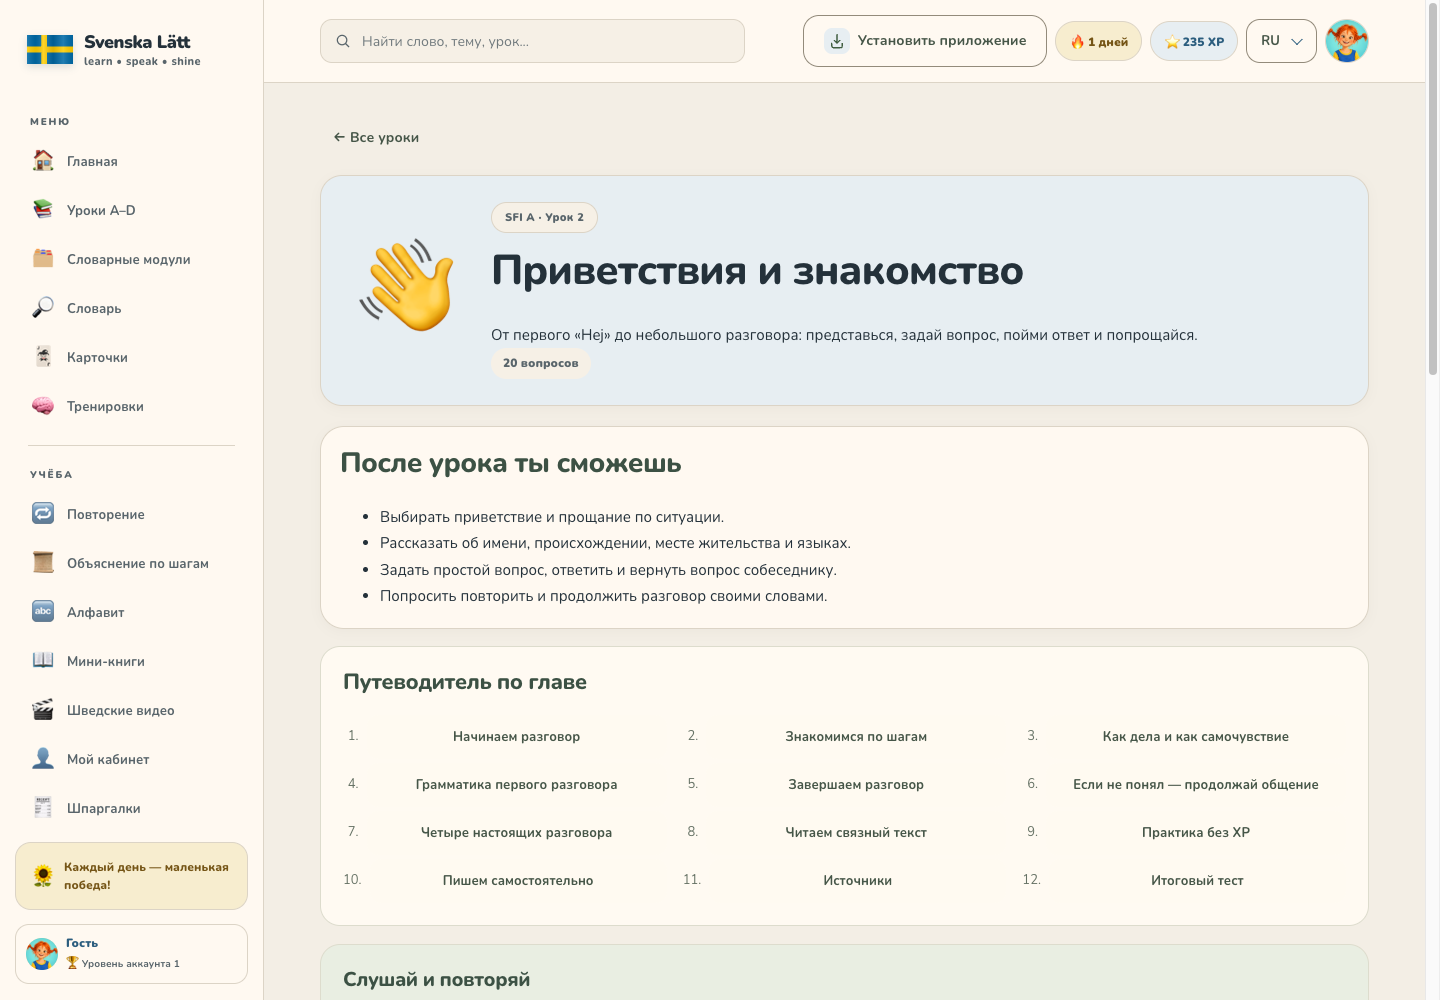 Svenska Lätt
learn • speak • shine
Найти слово, тему, урок...
Установить приложение
1 дней
235 XP
RU
МЕНЮ
Главная
Уроки A–D
Словарные модули
Словарь
Карточки
Тренировки
УЧЁБА
Повторение
Объяснение по шагам
abc
Алфавит
Мини-книги
Шведские видео
Мой кабинет
Шпаргалки
Каждый день — маленькая
победа!
Гость
Уровень аккаунта 1
← Все уроки
SFI A · Урок 2
Приветствия и знакомство
От первого «Hej» до небольшого разговора: представься, задай вопрос, пойми ответ и попрощайся.
20 вопросов
После урока ты сможешь
• Выбирать приветствие и прощание по ситуации.
• Рассказать об имени, происхождении, месте жительства и языках.
• Задать простой вопрос, ответить и вернуть вопрос собеседнику.
• Попросить повторить и продолжить разговор своими словами.
Путеводитель по главе
1. Начинаем разговор
2. Знакомимся по шагам
3. Как дела и как самочувствие
4. Грамматика первого разговора
5. Завершаем разговор
6. Если не понял — продолжай общение
7. Четыре настоящих разговора
8. Читаем связный текст
9. Практика без XP
10. Пишем самостоятельно
11. Источники
12. Итоговый тест
Слушай и повторяй